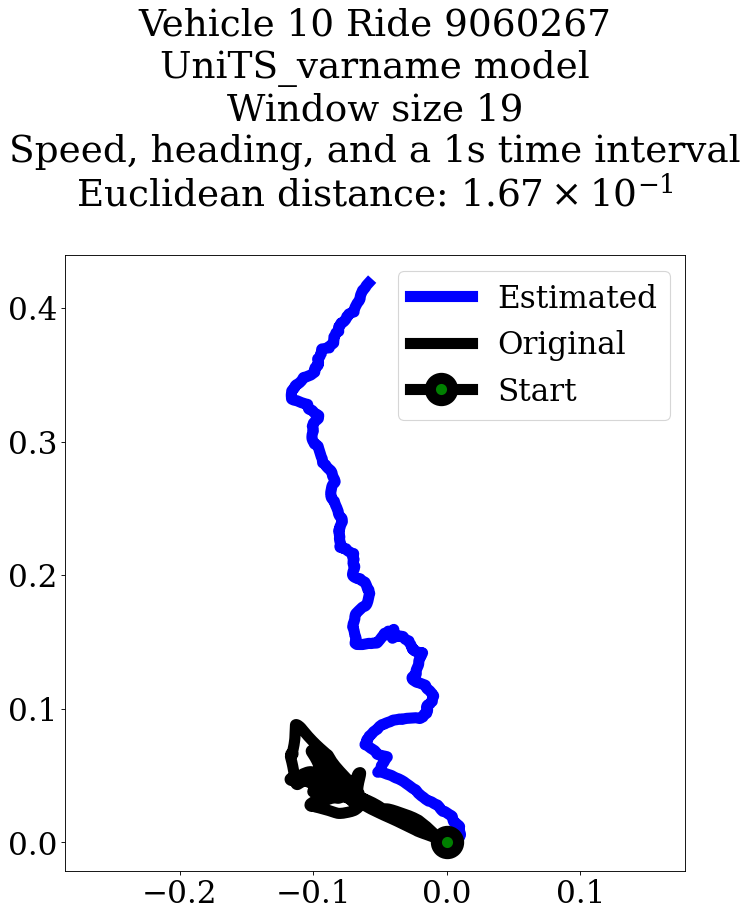 Vehicle 10 Ride 9060267
UniTS_varname model
Window size 19
Speed, heading, and a 1s time interval
Euclidean distance: 1.67 × 10⁻¹
Estimated
Original
Start
0.4
0.3
0.2
0.1
0.0
−0.2
−0.1
0.0
0.1